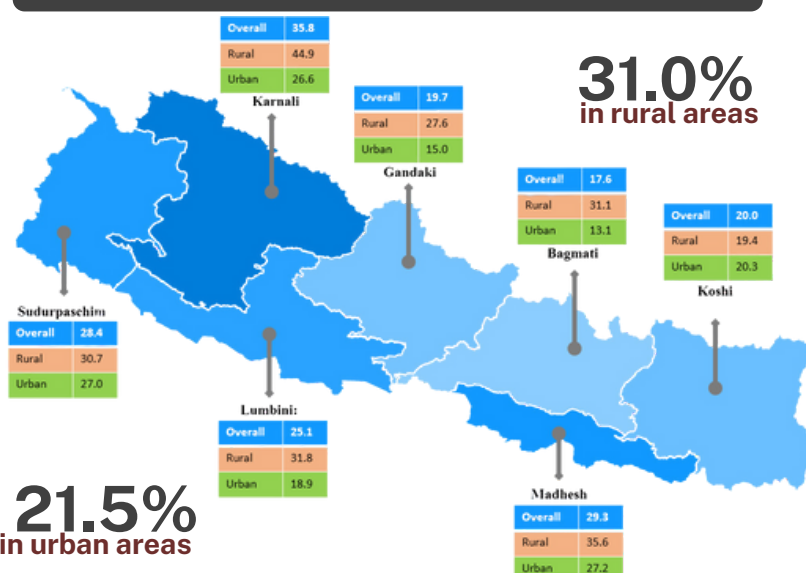 Overall 35.8
Rural 44.9
Urban 26.6
Karnali
31.0%
in rural areas
Overall 19.7
Rural 27.6
Urban 15.0
Gandaki
Overall 17.6
Rural 31.1
Urban 13.1
Bagmati
Overall 20.0
Rural 19.4
Urban 20.3
Koshi
Sudurpaschim
Overall 28.4
Rural 30.7
Urban 27.0
Lumbini:
Overall 25.1
Rural 31.8
Urban 18.9
21.5%
in urban areas
Madhesh
Overall 29.3
Rural 35.6
Urban 27.2